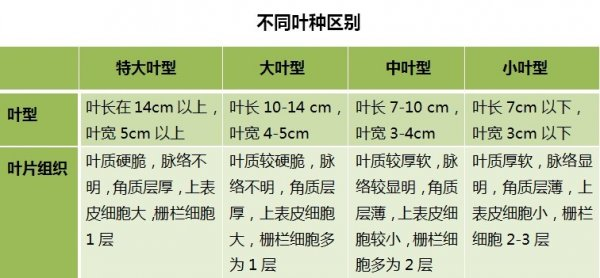 不同叶种区别
特大叶型
大叶型
中叶型
小叶型
叶型
叶长在 14cm 以上，
叶宽 5cm 以上
叶长 10-14 cm，
叶宽 4-5cm
叶长 7-10 cm，
叶宽 3-4cm
叶长 7cm 以下，
叶宽 3cm 以下
叶片组织
叶质硬脆，脉络不
明，角质层厚，上表
皮细胞大，栅栏细胞
1 层
叶质较硬脆，脉
络不明，角质层
厚，上表皮细胞
大，栅栏细胞多
为 1 层
叶质较厚软，脉
络较显明，角质
层薄，上表皮细
胞较小，栅栏细
胞多为 2 层
叶质厚软，脉络显
明，角质层薄，上
表皮细胞小，栅栏
细胞 2-3 层